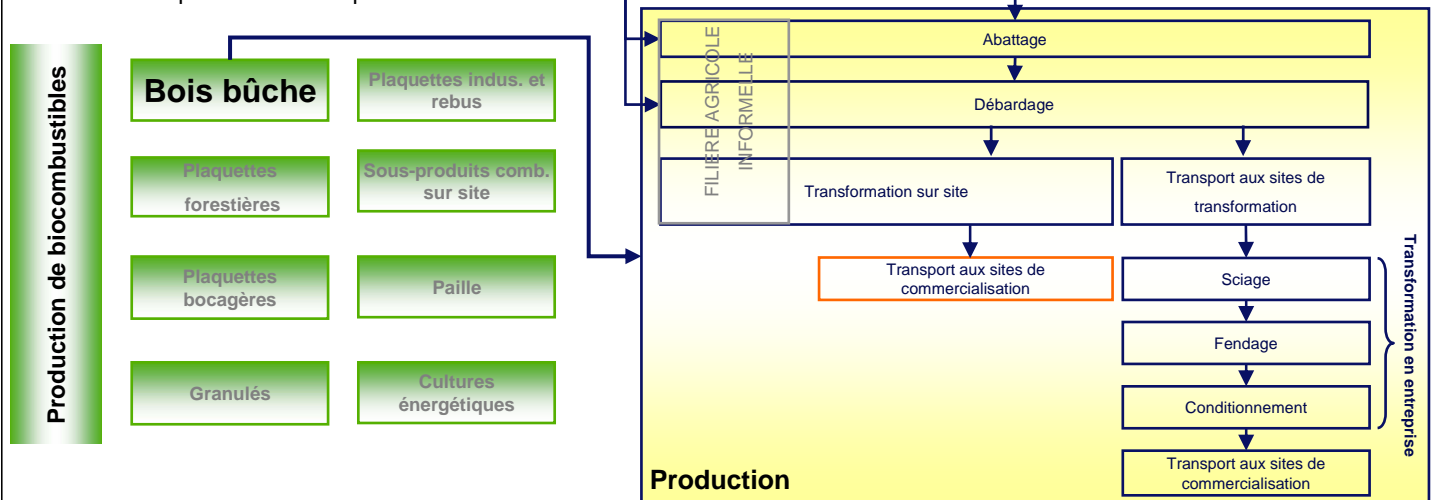 Production de biocombustibles
Bois bûche
Plaquettes indus. et
rebus
Plaquettes
forestières
Sous-produits comb.
sur site
Plaquettes
bocagères
Paille
Granulés
Cultures
énergétiques
FILIERE AGRICOLE
INFORMELLE
Abattage
Débardage
Transformation sur site
Transport aux sites de
transformation
Transport aux sites de
commercialisation
Sciage
Fendage
Conditionnement
Transport aux sites de
commercialisation
Transformation en entreprise
Production